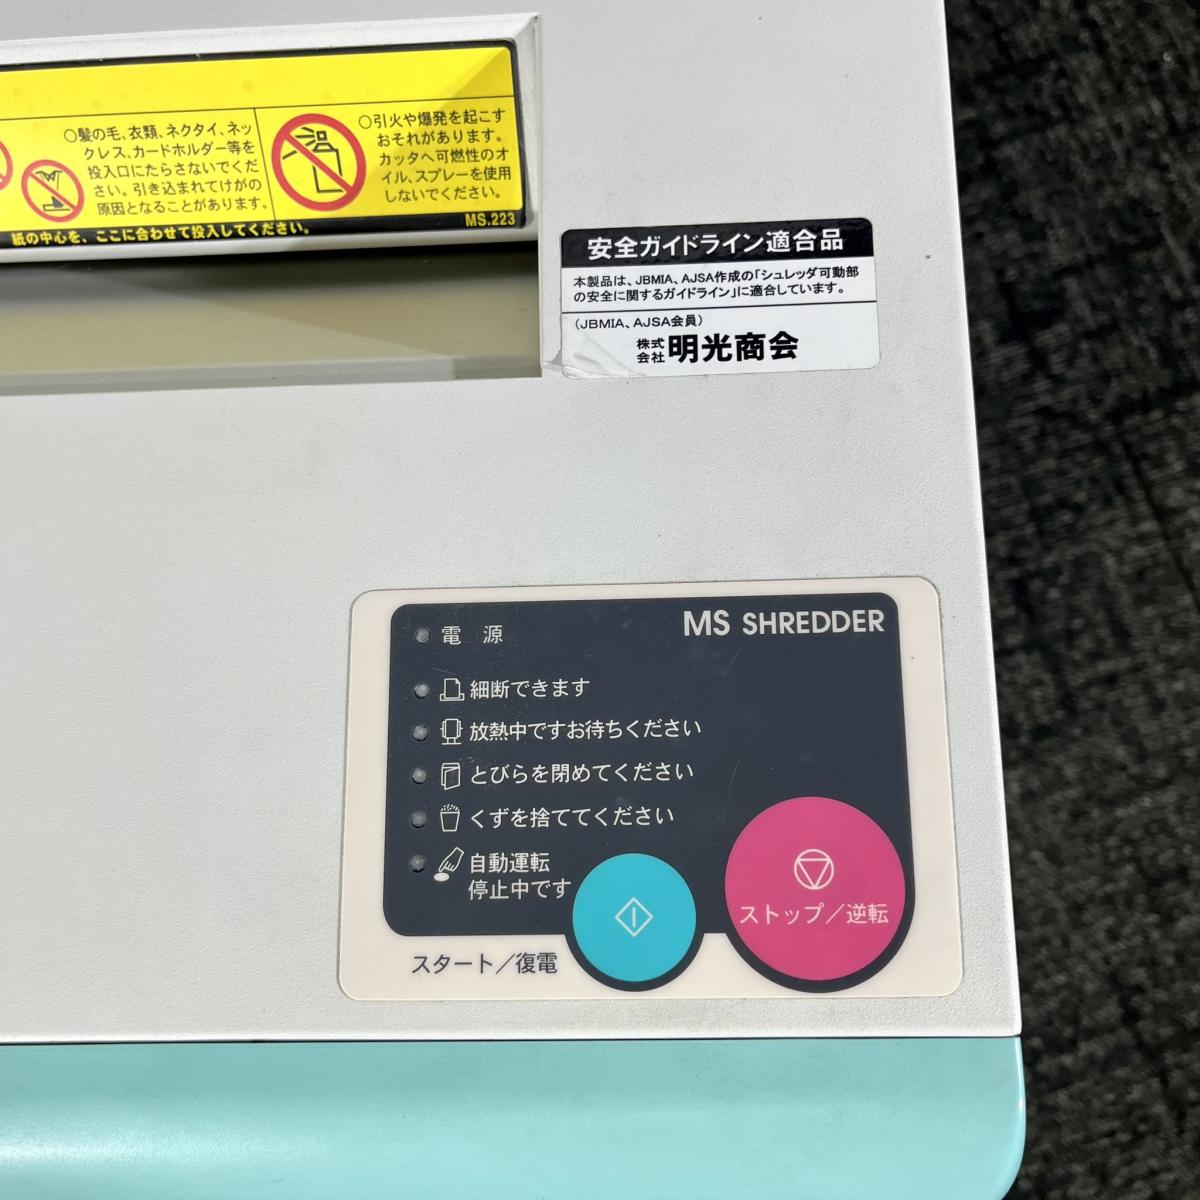 ○髪の毛、衣類、ネクタイ、ネッ
クレス、カードホルダー等を
投入口にたらさないでくだ
さい。引き込まれてけがの
原因となることがあります。
○引火や爆発を起こす
おそれがあります。
カッタへ可燃性のオ
イル、スプレーを使用
しないでください。
MS.223
紙の中心を、ここに合わせて投入してください。
安全ガイドライン適合品
本製品は、JBMIA、AJSA作成の「シュレッダ可動部
の安全に関するガイドライン」に適合しています。
(JBMIA、AJSA会員)
株式会社 明光商会
MS SHREDDER
電 源
細断できます
放熱中ですお待ちください
とびらを閉めてください
くずを捨ててください
自動運転
停止中です
ストップ／逆転
スタート／復電